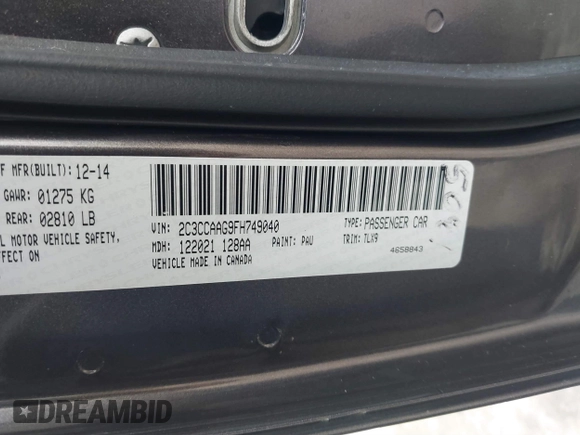 F MFR(BUILT): 12-14
GAWR: 01275 KG
REAR: 02810 LB
L MOTOR VEHICLE SAFETY,
FFECT ON
VIN: 2C3CCAAG9FH749040
MDH: 122021 128AA PAINT: PAU
VEHICLE MADE IN CANADA
TYPE: PASSENGER CAR
TRIM: TLX9
4658843
DREAMBID